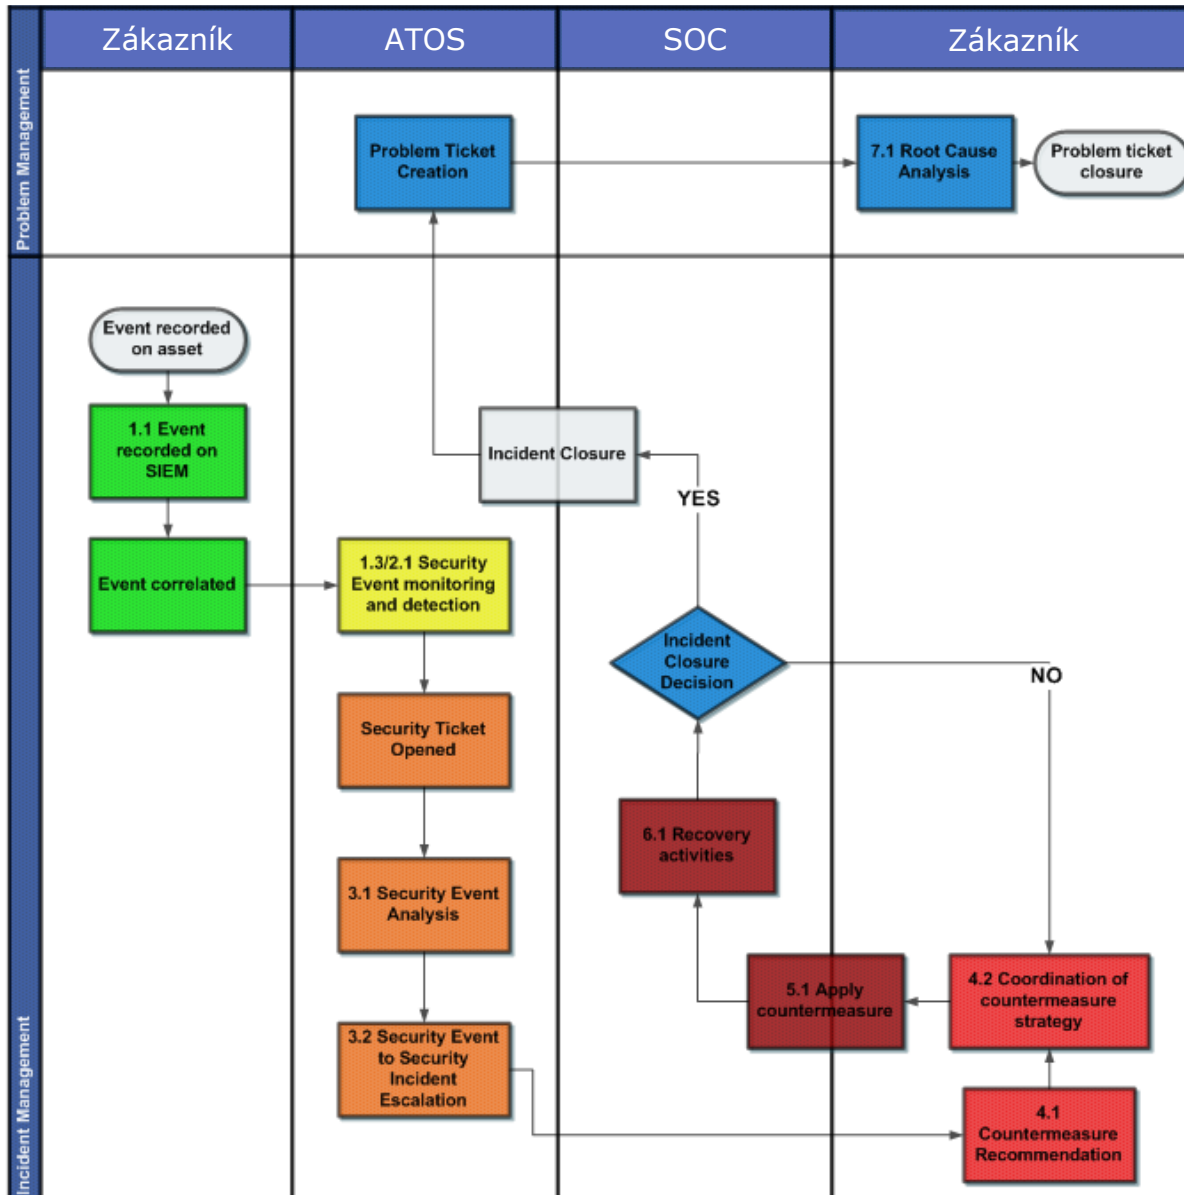 Zákazník
ATOS
SOC
Zákazník
Problem Management
Problem Ticket
Creation
7.1 Root Cause
Analysis
Problem ticket
closure
Incident Management
Event recorded
on asset
1.1 Event
recorded on
SIEM
Event correlated
1.3/2.1 Security
Event monitoring
and detection
Security Ticket
Opened
3.1 Security Event
Analysis
3.2 Security Event
to Security
Incident
Escalation
Incident Closure
YES
Incident
Closure
Decision
NO
6.1 Recovery
activities
5.1 Apply
countermeasure
4.2 Coordination of
countermeasure
strategy
4.1
Countermeasure
Recommendation